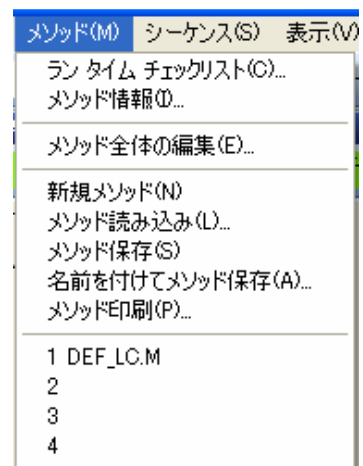 メソッド(M) シーケンス(S) 表示(V)
ラン タイム チェックリスト(C)...
メソッド情報(I)...
メソッド全体の編集(E)...
新規メソッド(N)
メソッド読み込み(L)...
メソッド保存(S)
名前を付けてメソッド保存(A)...
メソッド印刷(P)...
1 DEF_LC.M
2
3
4